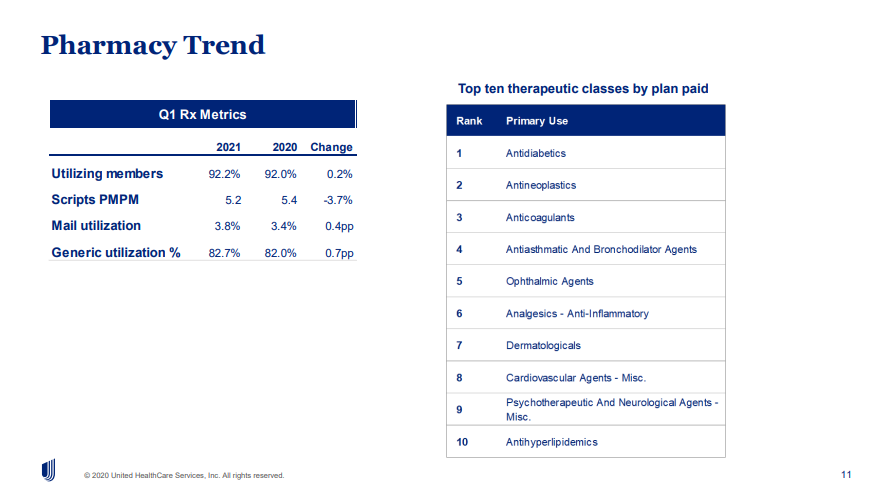 Pharmacy Trend
Q1 Rx Metrics
2021 2020 Change
Utilizing members 92.2% 92.0% 0.2%
Scripts PMPM 5.2 5.4 -3.7%
Mail utilization 3.8% 3.4% 0.4pp
Generic utilization % 82.7% 82.0% 0.7pp
Top ten therapeutic classes by plan paid
Rank Primary Use
1 Antidiabetics
2 Antineoplastics
3 Anticoagulants
4 Antiasthmatic And Bronchodilator Agents
5 Ophthalmic Agents
6 Analgesics - Anti-Inflammatory
7 Dermatologicals
8 Cardiovascular Agents - Misc.
9 Psychotherapeutic And Neurological Agents -
Misc.
10 Antihyperlipidemics
© 2020 United HealthCare Services, Inc. All rights reserved.
11